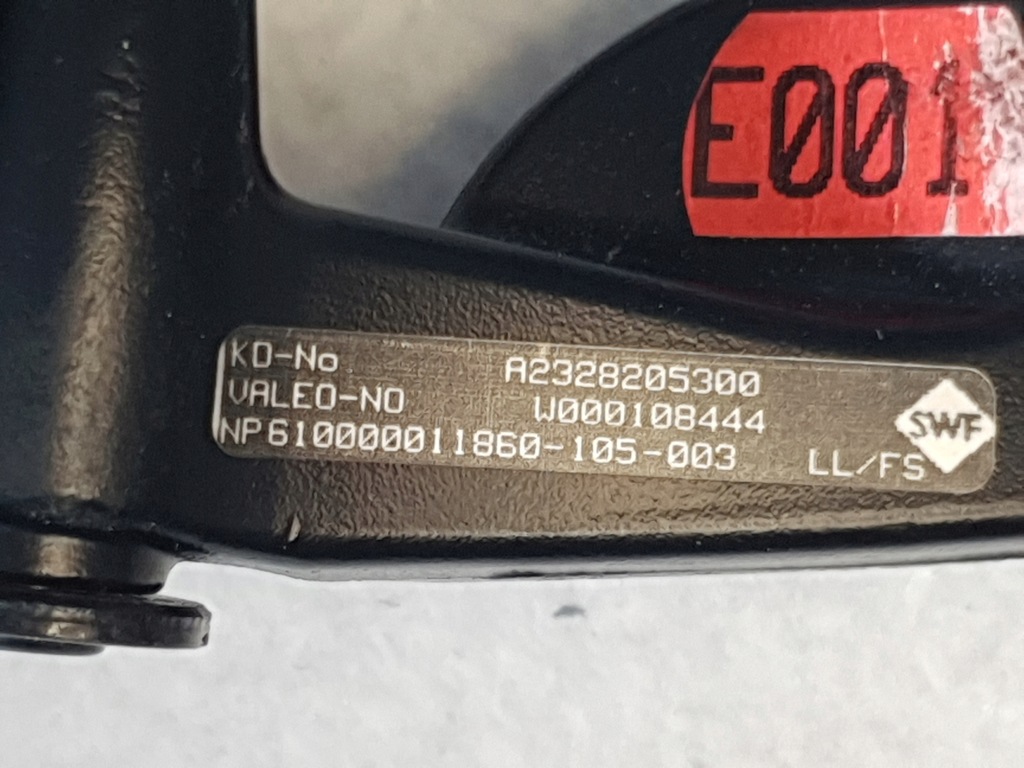 E001
KD-No A2328205300
VALEO-NO W000108444
NP610000011860-105-003 LL/FS
SWF